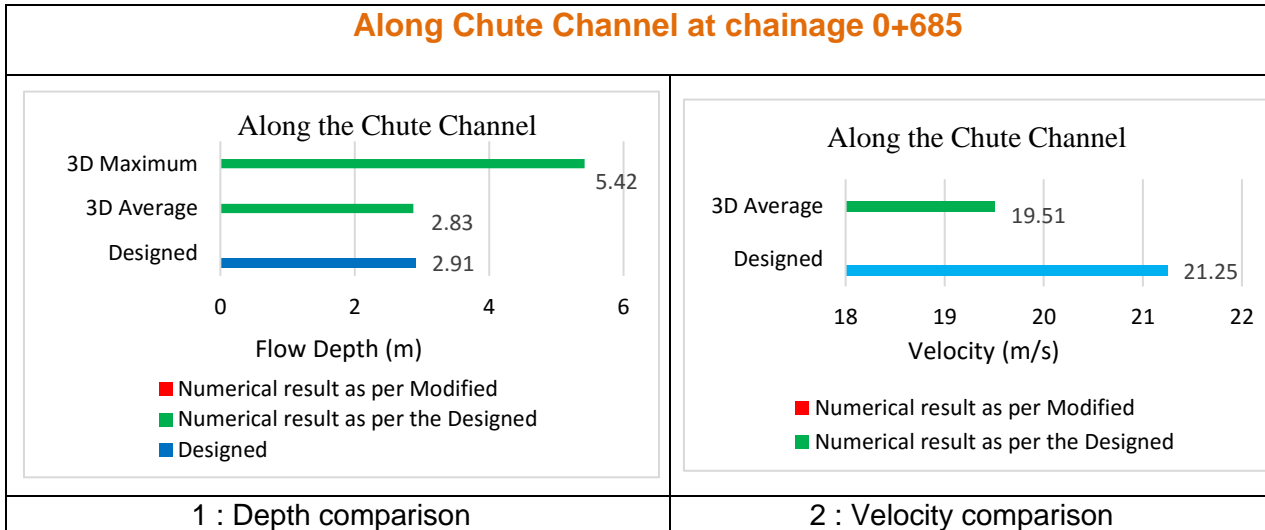 Along Chute Channel at chainage 0+685
Along the Chute Channel
3D Maximum
5.42
3D Average
2.83
Designed
2.91
0 2 4 6
Flow Depth (m)
Numerical result as per Modified
Numerical result as per the Designed
Designed
1 : Depth comparison
Along the Chute Channel
3D Average
19.51
Designed
21.25
18 19 20 21 22
Velocity (m/s)
Numerical result as per Modified
Numerical result as per the Designed
2 : Velocity comparison